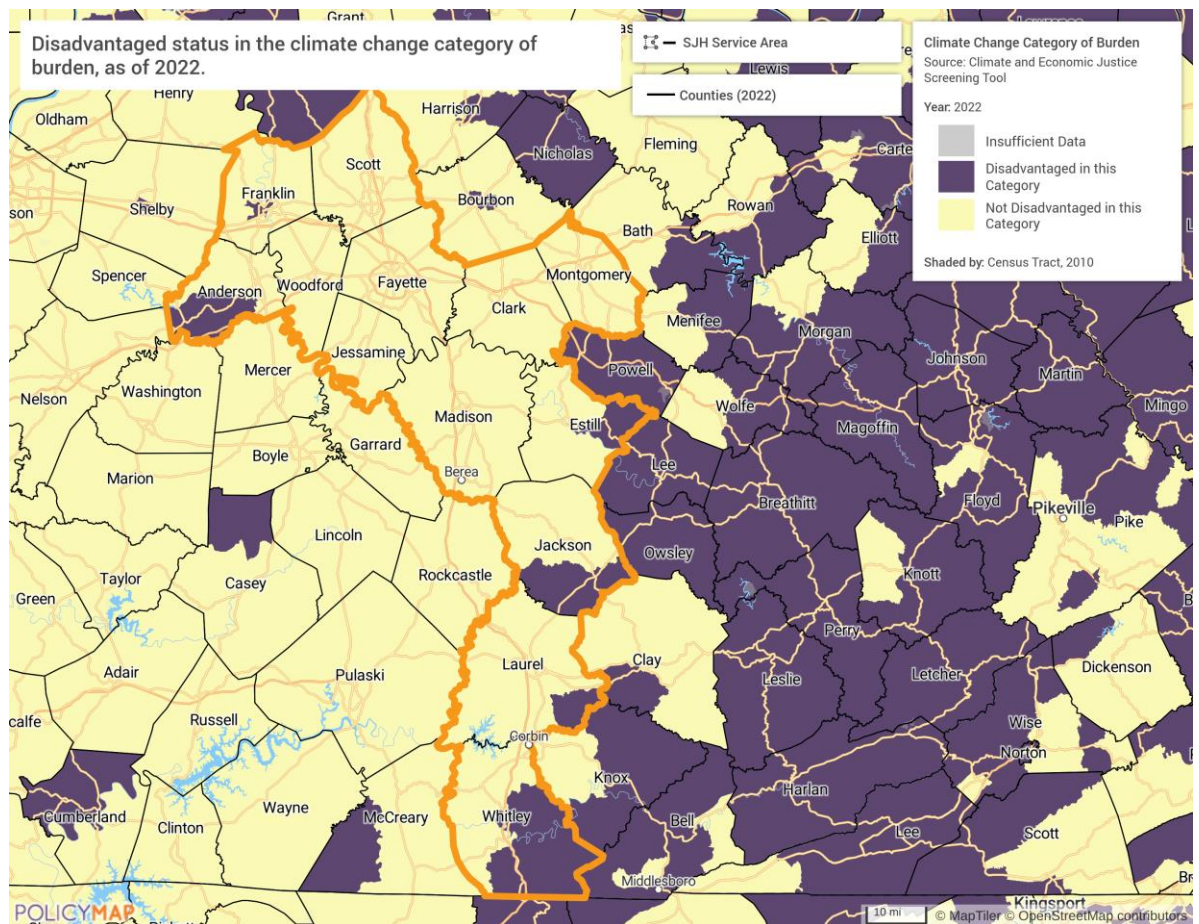 Grant
Lewis
Disadvantaged status in the climate change category of
burden, as of 2022.
SJH Service Area
Counties (2022)
Climate Change Category of Burden
Source: Climate and Economic Justice
Screening Tool
Year: 2022
Insufficient Data
Disadvantaged in this
Category
Not Disadvantaged in this
Category
Shaded by: Census Tract, 2010
Henry
Oldham
Harrison
Nicholas
Fleming
Carte
Scott
Franklin
Shelby
Bourbon
Rowan
Bath
Elliott
son
Spencer
Anderson
Woodford
Fayette
Montgomery
Clark
Menifee
Morgan
Jessamine
Johnson
Martin
Mercer
Powell
Washington
Nelson
Wolfe
Mingo
Madison
Estill
Magoffin
Garrard
Boyle
Berea
Lee
Marion
Breathitt
Floyd
Pikeville
Pike
Lincoln
Jackson
Owsley
Taylor
Casey
Rockcastle
Knott
Green
Perry
Laurel
Clay
Adair
Pulaski
Leslie
Letcher
Dickenson
calfe
Russell
Wise
Corbin
Norton
Knox
Harlan
Wayne
Cumberland
Clinton
McCreary
Whitley
Bell
Lee
Scott
Middlesboro
Kingsport
POLICYMAP
10 mi
© MapTiler © OpenStreetMap contributors